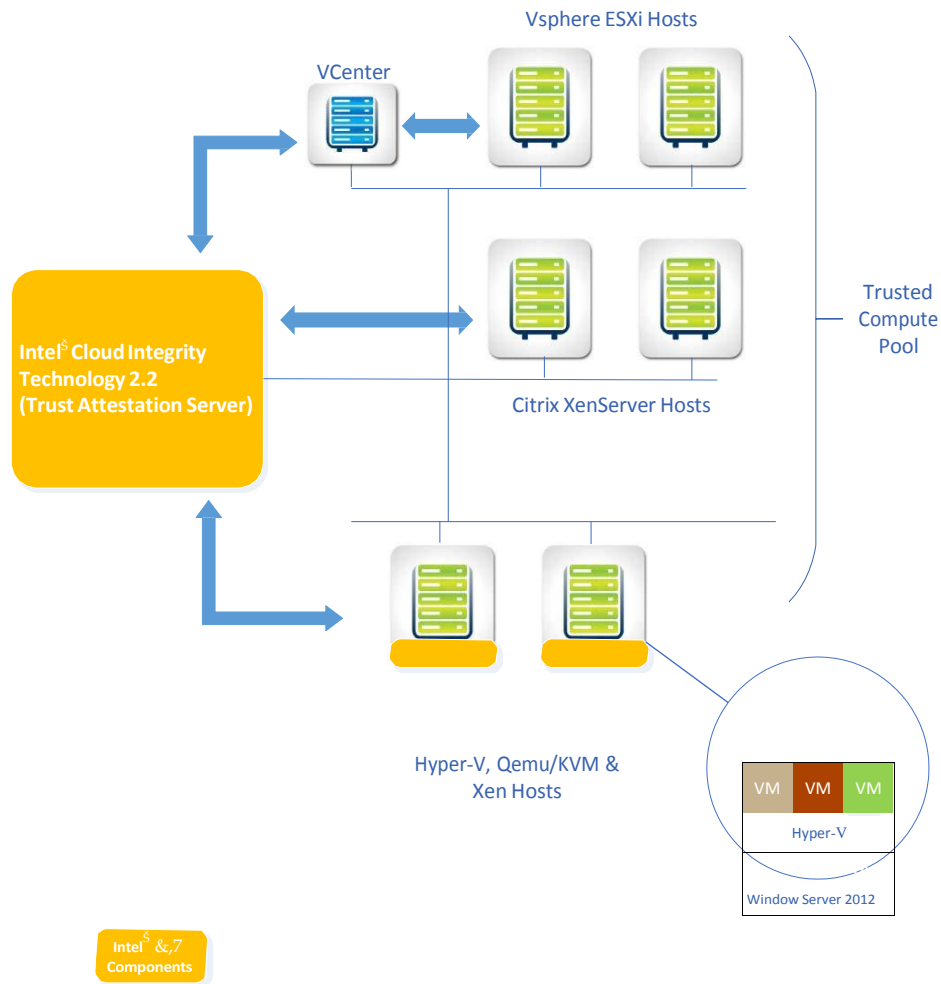 Vsphere ESXi Hosts
VCenter
Trusted
Compute
Pool
Intel Š Cloud Integrity
Technology 2.2
(Trust Attestation Server)
Citrix XenServer Hosts
Hyper-V, Qemu/KVM &
Xen Hosts
VM VM VM
Hyper-V
Window Server 2012
Intel Š &,7
Components